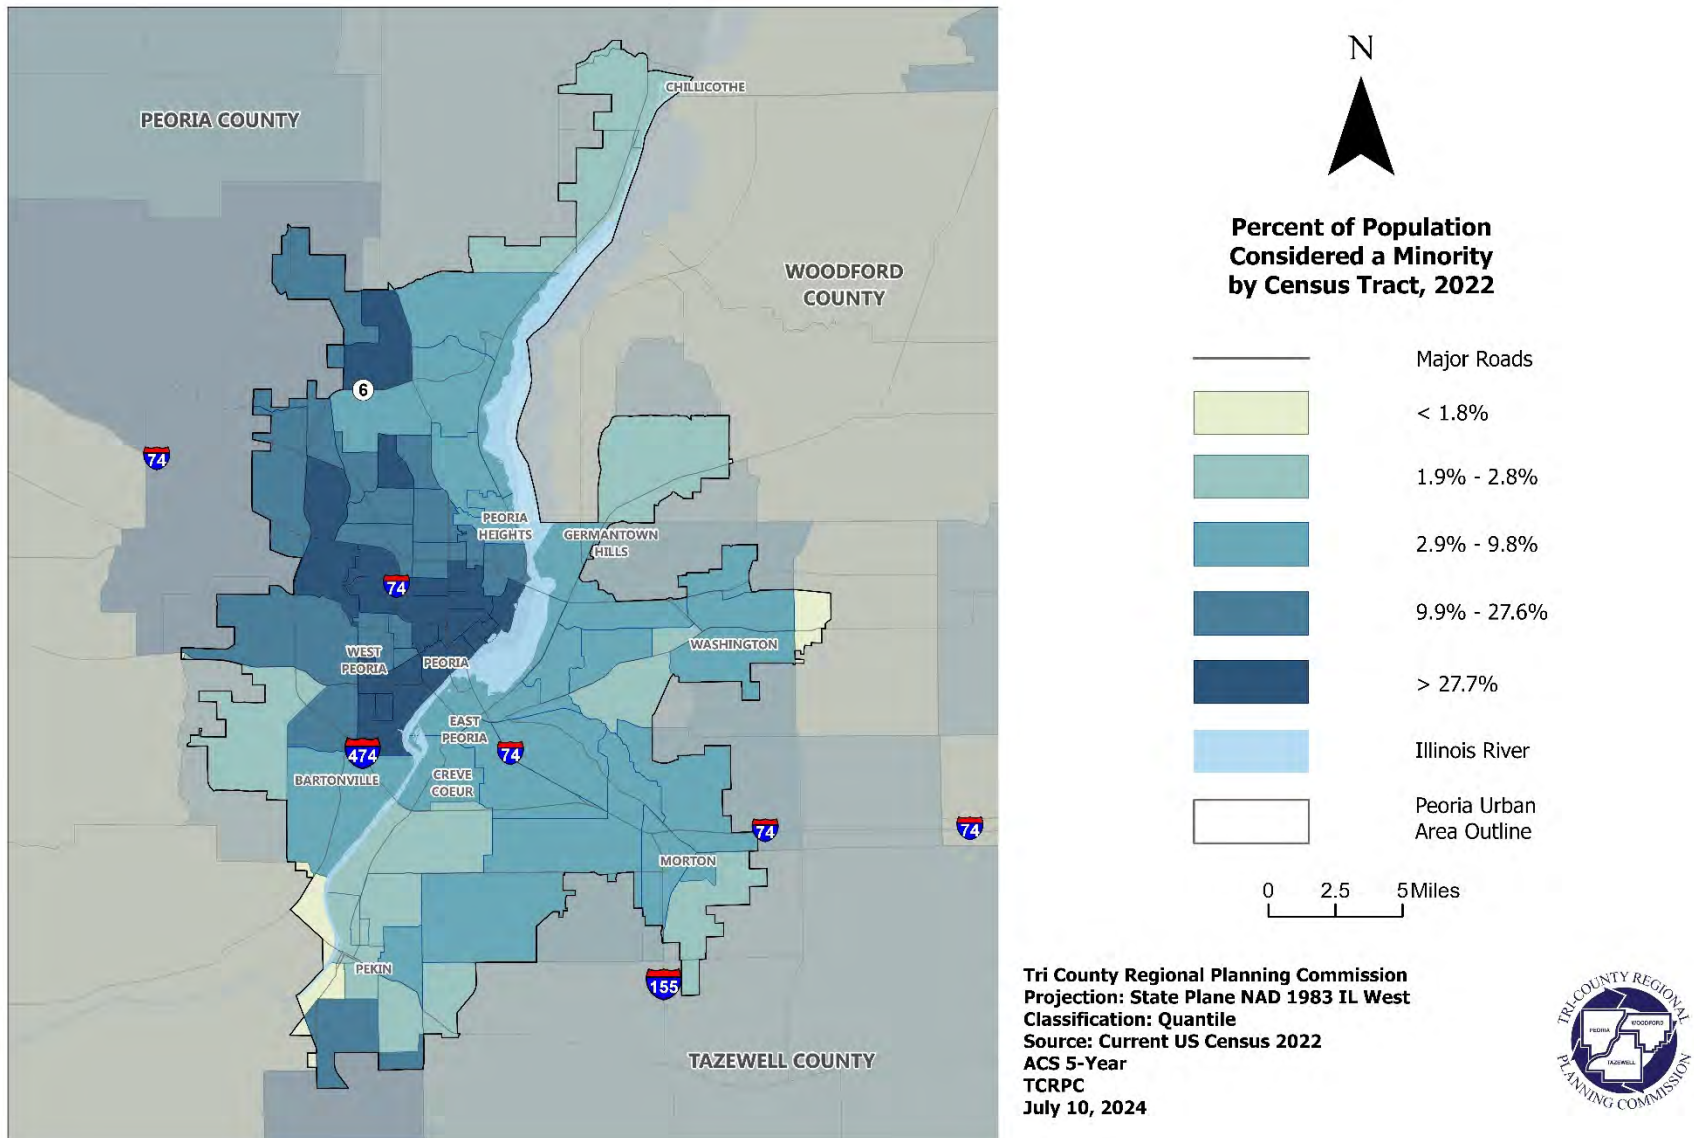 CHILLICOTHE
PEORIA COUNTY
WOODFORD
COUNTY
6
74
PEORIA
HEIGHTS
GERMANTOWN
HILLS
74
WEST
PEORIA
PEORIA
WASHINGTON
EAST
PEORIA
474
74
BARTONVILLE
CREVE
COEUR
74
74
MORTON
PEKIN
155
TAZEWELL COUNTY
N
Percent of Population
Considered a Minority
by Census Tract, 2022
Major Roads
< 1.8%
1.9% - 2.8%
2.9% - 9.8%
9.9% - 27.6%
> 27.7%
Illinois River
Peoria Urban
Area Outline
0 2.5 5 Miles
Tri County Regional Planning Commission
Projection: State Plane NAD 1983 IL West
Classification: Quantile
Source: Current US Census 2022
ACS 5-Year
TCRPC
July 10, 2024
TRI-COUNTY REGIONAL
PEORIA
WOODFORD
TAZEWELL
PLANNING COMMISSION